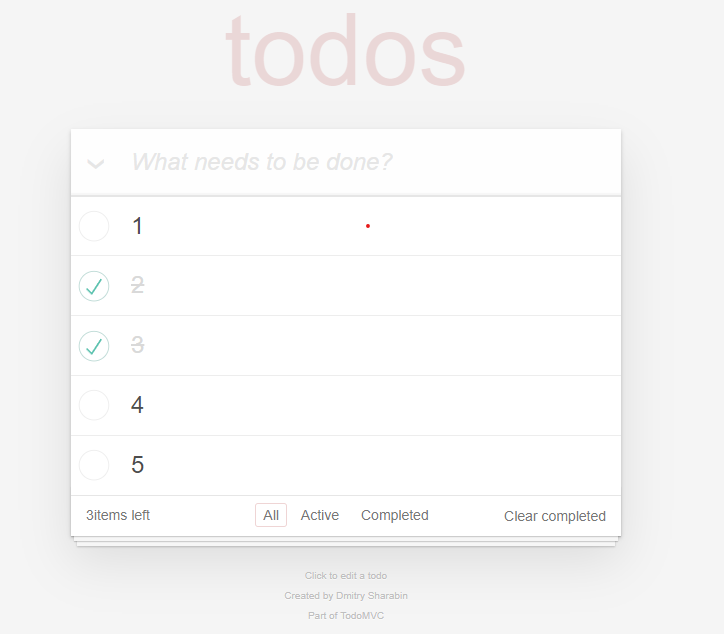 todos
What needs to be done?
1
2
3
4
5
3items left All Active Completed Clear completed
Click to edit a todo
Created by Dmitry Sharabin
Part of TodoMVC